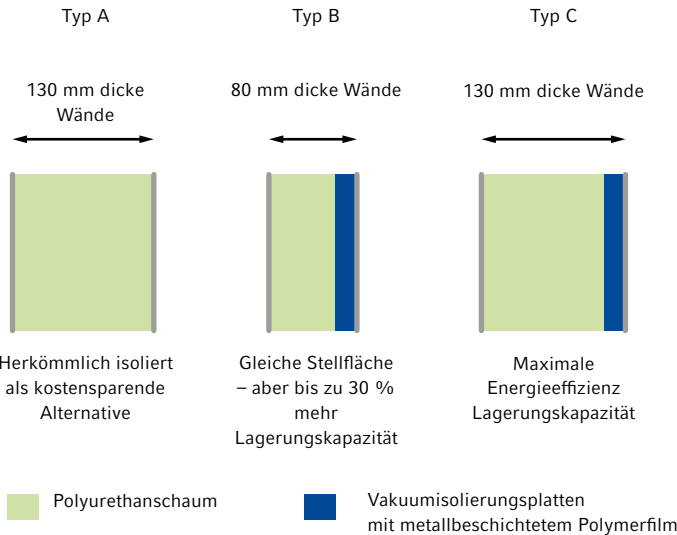 Typ A
Typ B
Typ C
130 mm dicke
Wände
80 mm dicke Wände
130 mm dicke Wände
Herkömmlich isoliert
als kostensparende
Alternative
Gleiche Stellfläche
– aber bis zu 30 %
mehr
Lagerungskapazität
Maximale
Energieeffizienz
Lagerungskapazität
Polyurethanschaum
Vakuumisolierungsplatten
mit metallbeschichtetem Polymerfilm